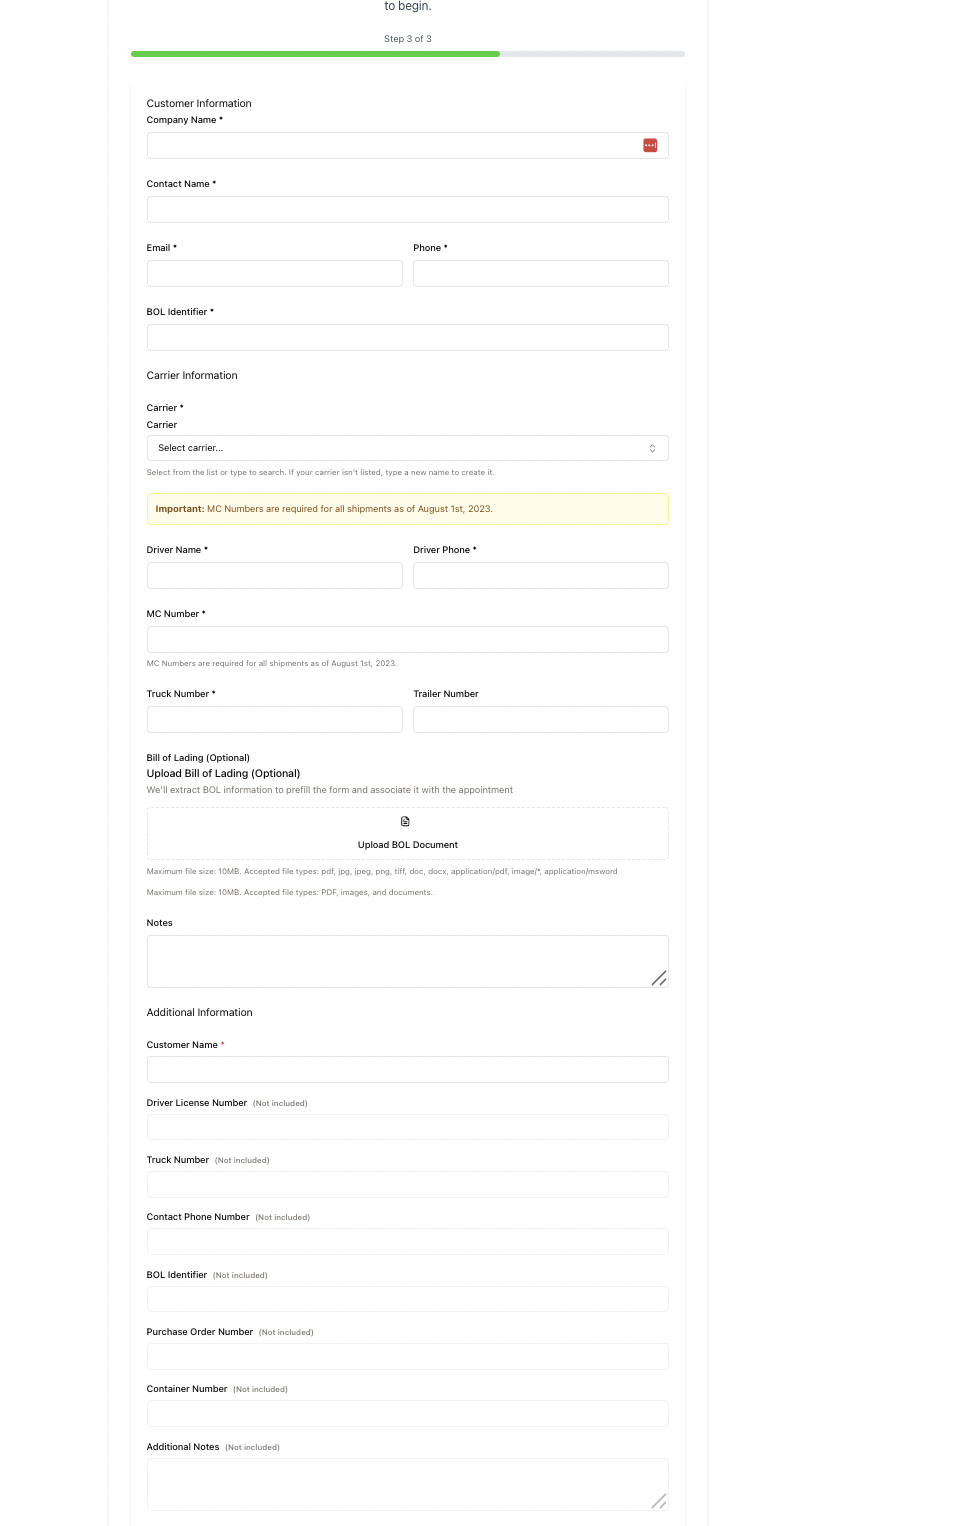 to begin.
Step 3 of 3
Customer Information
Company Name *
Contact Name *
Email *
Phone *
BOL Identifier *
Carrier Information
Carrier *
Carrier
Select carrier...
Select from the list or type to search. If your carrier isn't listed, type a new name to create it.
Important: MC Numbers are required for all shipments as of August 1st, 2023.
Driver Name *
Driver Phone *
MC Number *
MC Numbers are required for all shipments as of August 1st, 2023.
Truck Number *
Trailer Number
Bill of Lading (Optional)
Upload Bill of Lading (Optional)
We'll extract BOL information to prefill the form and associate it with the appointment
Upload BOL Document
Maximum file size: 10MB. Accepted file types: pdf, jpg, jpeg, png, tiff, doc, docx, application/pdf, image/*, application/msword
Maximum file size: 10MB. Accepted file types: PDF, images, and documents.
Notes
Additional Information
Customer Name *
Driver License Number (Not included)
Truck Number (Not included)
Contact Phone Number (Not included)
BOL Identifier (Not included)
Purchase Order Number (Not included)
Container Number (Not included)
Additional Notes (Not included)